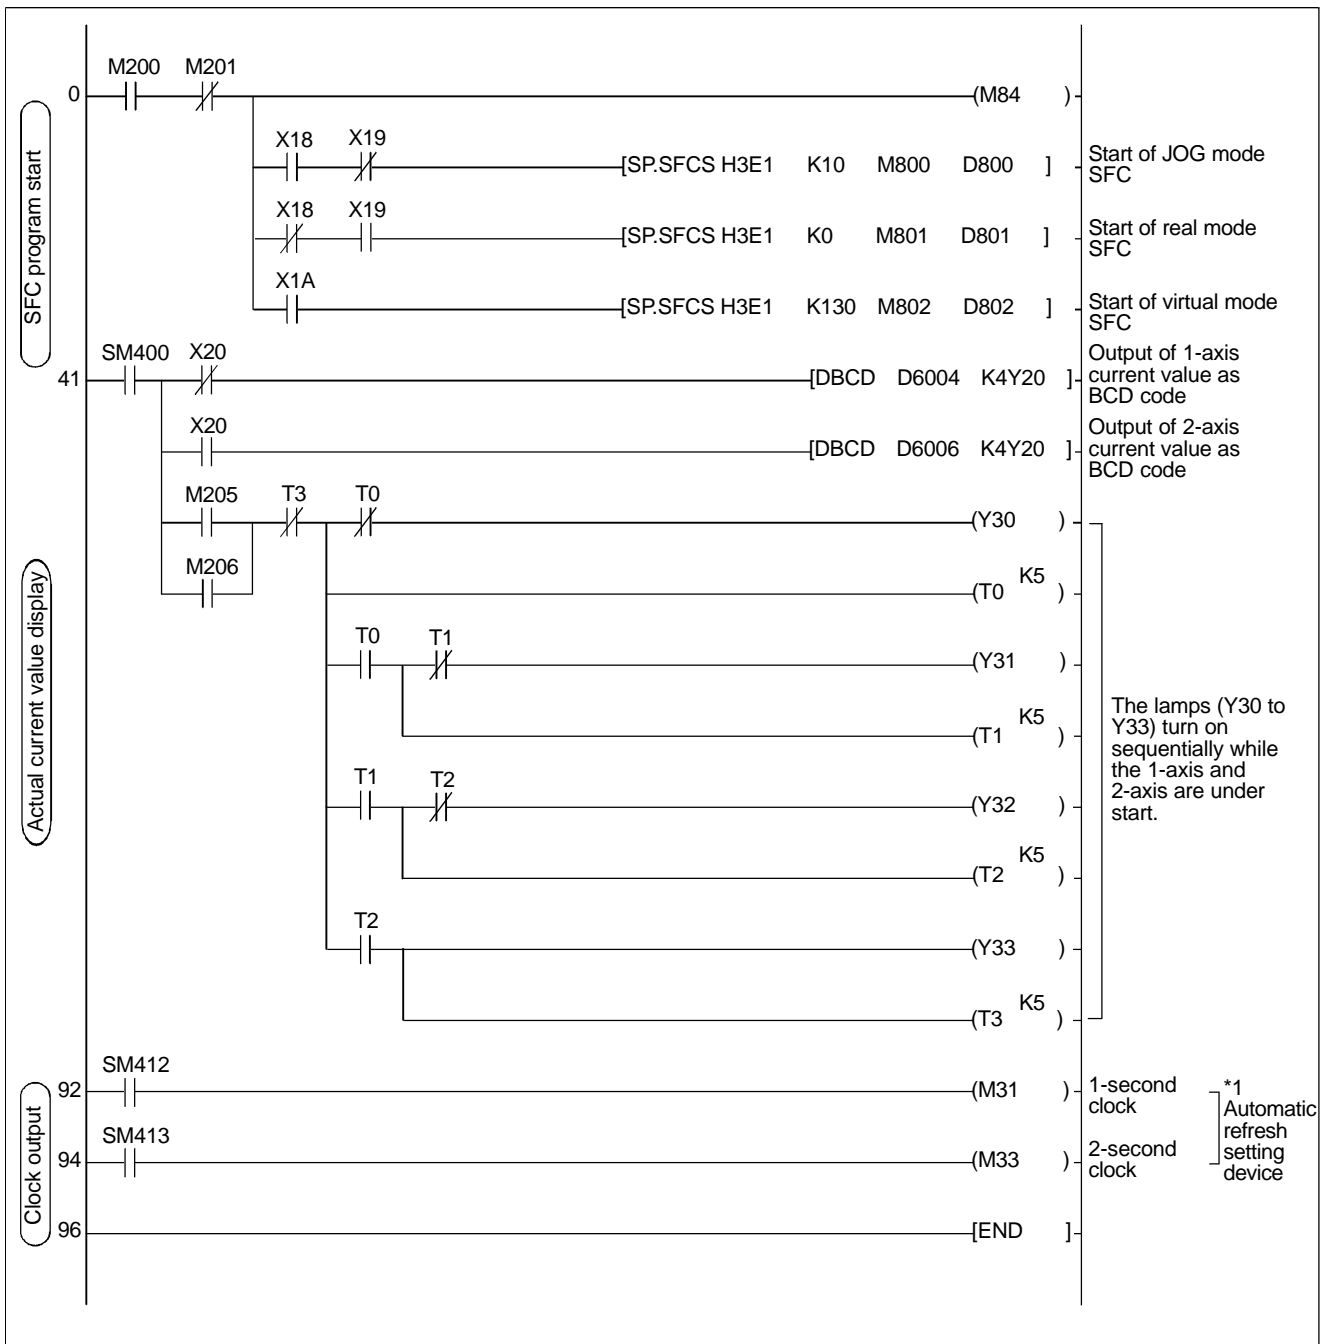 M200 M201
0 (M84 )
SFC program start
X18 X19
[SP.SFCS H3E1 K10 M800 D800 ] Start of JOG mode
SFC
X18 X19
[SP.SFCS H3E1 K0 M801 D801 ] Start of real mode
SFC
X1A
[SP.SFCS H3E1 K130 M802 D802 ] Start of virtual mode
SFC
SM400 X20
41 [DBCD D6004 K4Y20 ] Output of 1-axis
current value as
BCD code
X20
[DBCD D6006 K4Y20 ] Output of 2-axis
current value as
BCD code
Actual current value display
M205 T3 T0
(Y30 )
M206
K5
(T0 )
T0 T1
(Y31 )
K5
(T1 )
The lamps (Y30 to
Y33) turn on
sequentially while
the 1-axis and
2-axis are under
start.
T1 T2
(Y32 )
K5
(T2 )
T2
(Y33 )
K5
(T3 )
Clock output
SM412
92 (M31 ) 1-second
clock
SM413
94 (M33 ) 2-second
clock
*1
Automatic
refresh
setting
device
96 [END ]